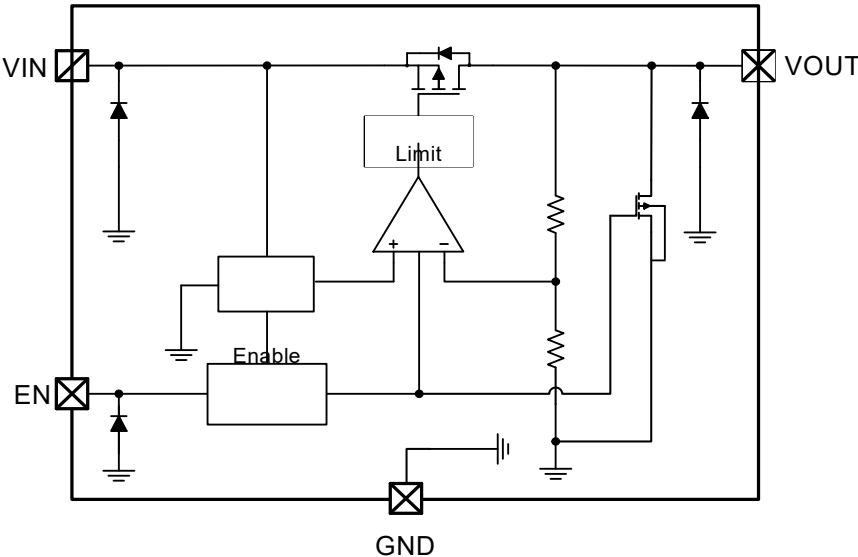 VIN
VOUT
Limit
+ −
Enable
EN
GND